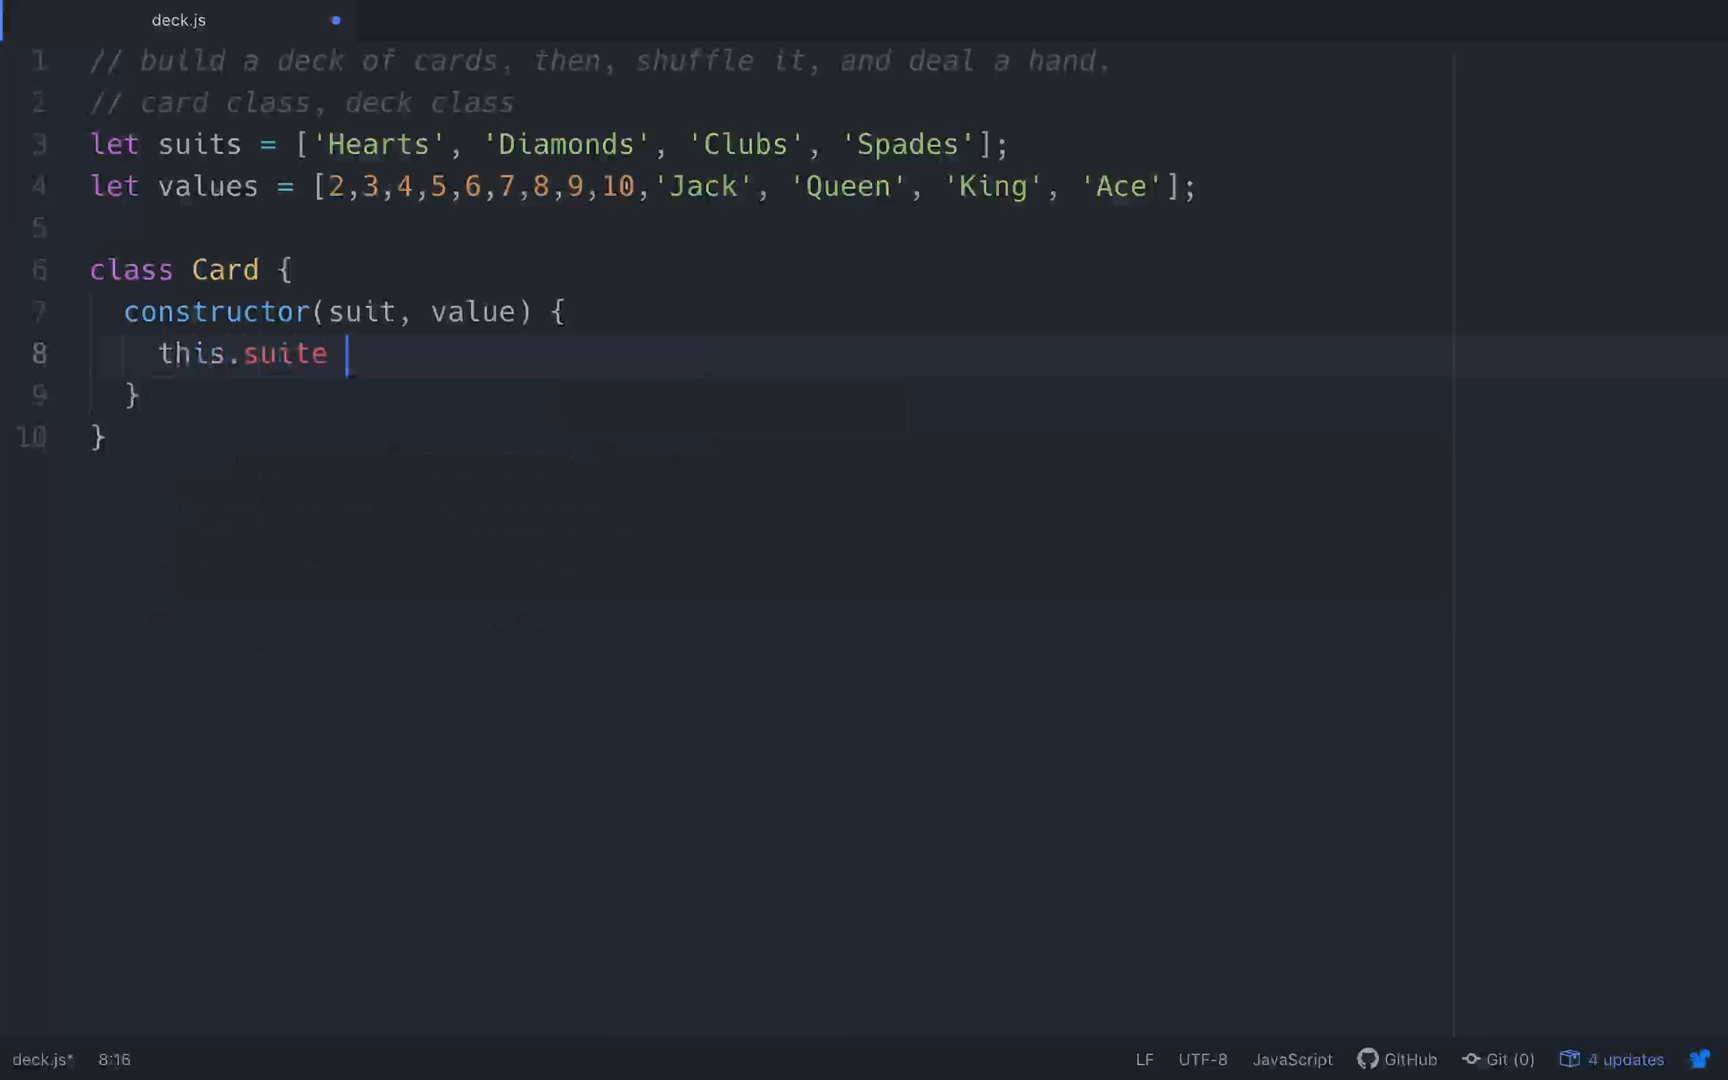 deck.js
1 // build a deck of cards, then, shuffle it, and deal a hand.
2 // card class, deck class
3 let suits = ['Hearts', 'Diamonds', 'Clubs', 'Spades'];
4 let values = [2,3,4,5,6,7,8,9,10,'Jack', 'Queen', 'King', 'Ace'];
5
6 class Card {
7 constructor(suit, value) {
8 this.suite
9 }
10 }
deck.js* 8:16 LF UTF-8 JavaScript GitHub Git (0) 4 updates